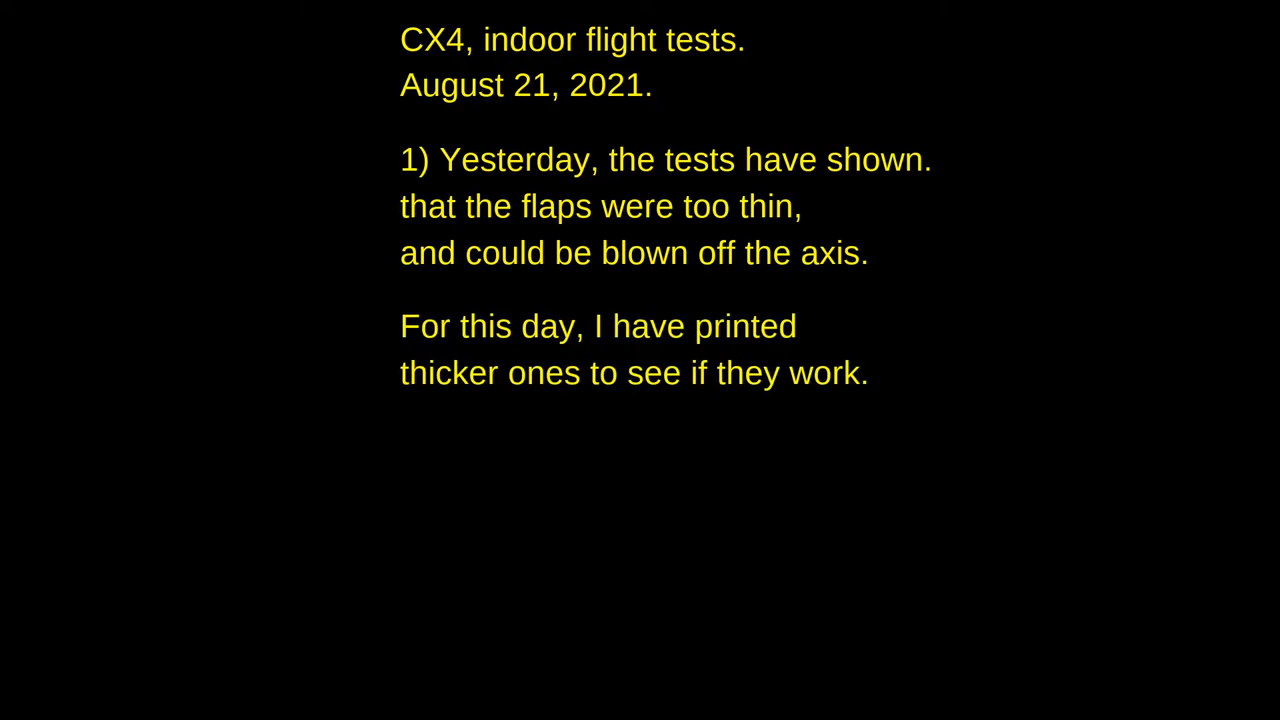 CX4, indoor flight tests.
August 21, 2021.
1) Yesterday, the tests have shown.
that the flaps were too thin,
and could be blown off the axis.
For this day, I have printed
thicker ones to see if they work.